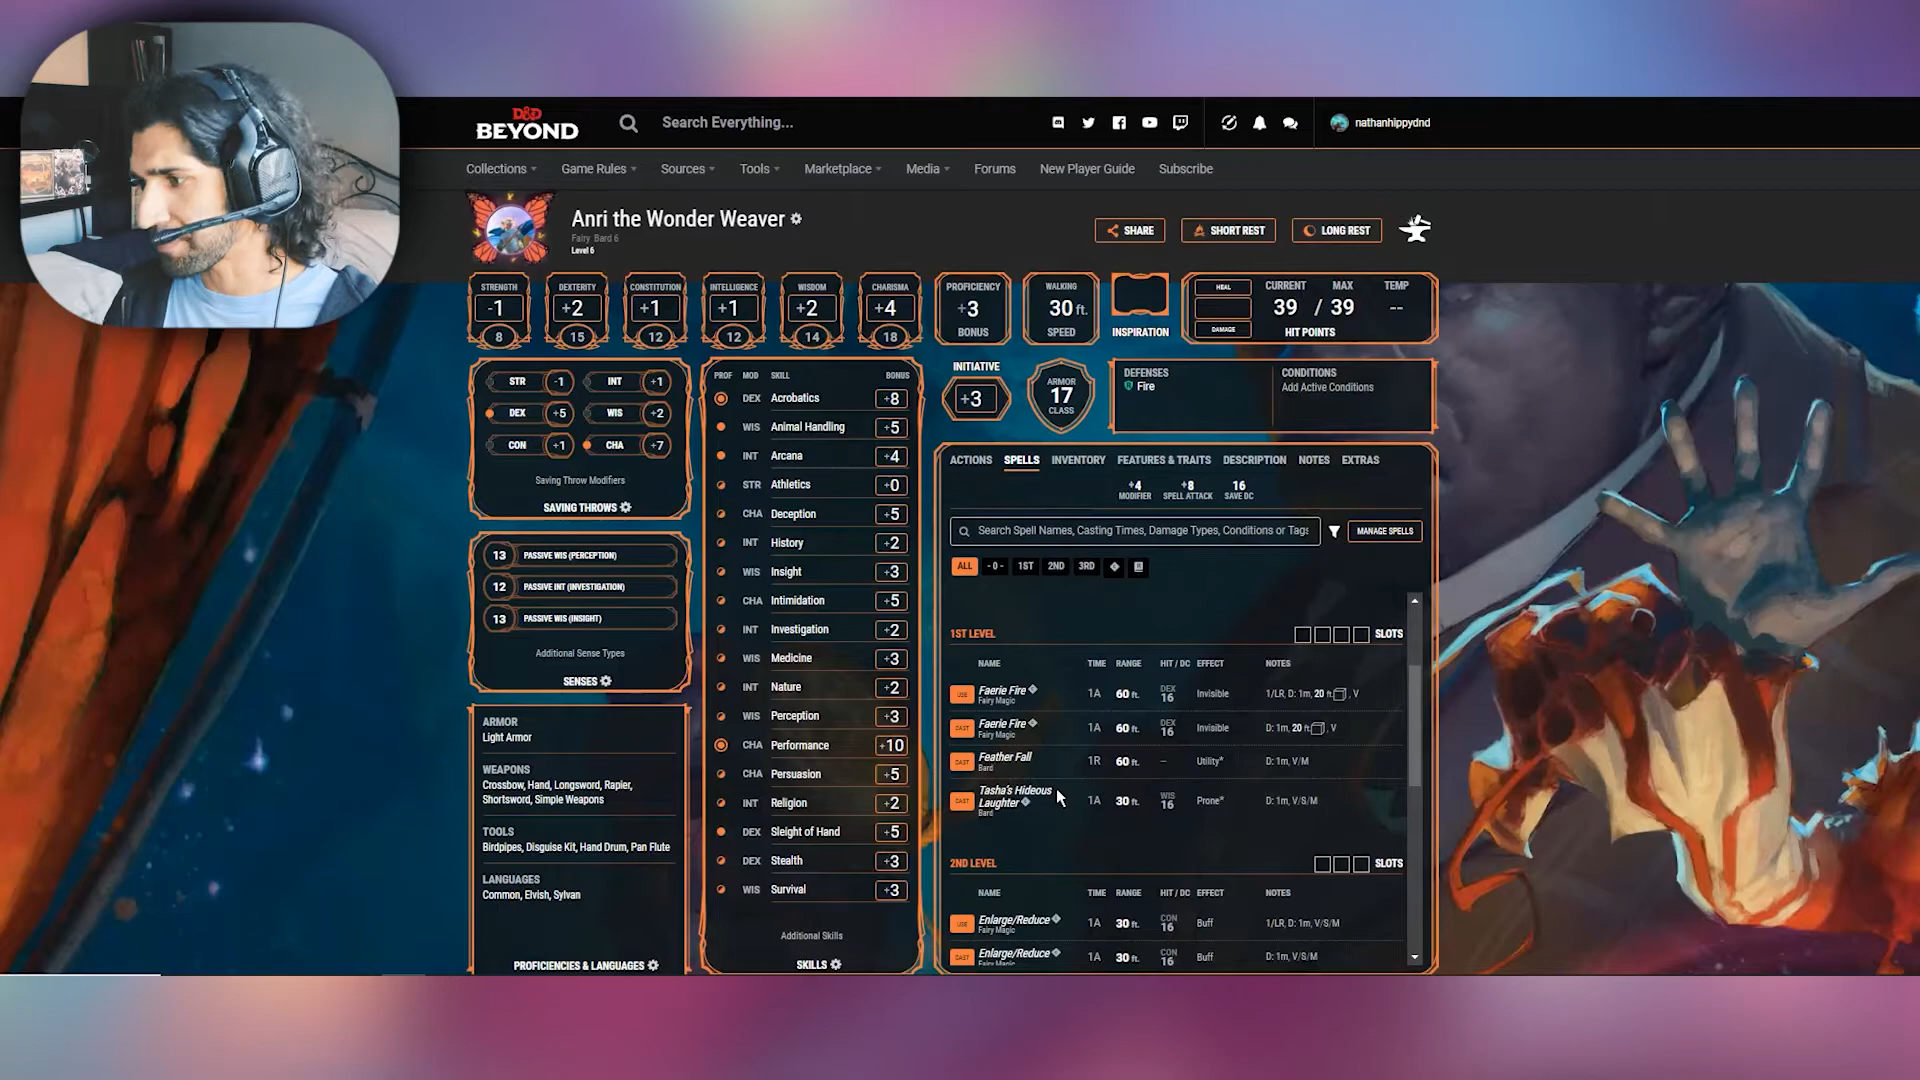 D&D
BEYOND
Search Everything...
nathanhippydnd
Collections
Game Rules
Sources
Tools
Marketplace
Media
Forums
New Player Guide
Subscribe
Anri the Wonder Weaver
Fairy Bard 6
Level 6
SHARE
SHORT REST
LONG REST
STRENGTH
-1
8
DEXTERITY
+2
15
CONSTITUTION
+1
12
INTELLIGENCE
+1
12
WISDOM
+2
14
CHARISMA
+4
18
PROFICIENCY
+3
BONUS
WALKING
30 ft.
SPEED
INSPIRATION
HEAL
DAMAGE
CURRENT MAX TEMP
39 / 39 --
HIT POINTS
STR -1 INT +1
DEX +5 WIS +2
CON +1 CHA +7
Saving Throw Modifiers
SAVING THROWS
13 PASSIVE WIS (PERCEPTION)
12 PASSIVE INT (INVESTIGATION)
13 PASSIVE WIS (INSIGHT)
Additional Sense Types
SENSES
ARMOR
Light Armor
WEAPONS
Crossbow, Hand, Longsword, Rapier,
Shortsword, Simple Weapons
TOOLS
Birdpipes, Disguise Kit, Hand Drum, Pan Flute
LANGUAGES
Common, Elvish, Sylvan
PROFICIENCIES & LANGUAGES
PROF MOD SKILL BONUS
DEX Acrobatics +8
WIS Animal Handling +5
INT Arcana +4
STR Athletics +0
CHA Deception +5
INT History +2
WIS Insight +3
CHA Intimidation +5
INT Investigation +2
WIS Medicine +3
INT Nature +2
WIS Perception +3
CHA Performance +10
CHA Persuasion +5
INT Religion +2
DEX Sleight of Hand +5
DEX Stealth +3
WIS Survival +3
Additional Skills
SKILLS
INITIATIVE
+3
ARMOR
17
CLASS
DEFENSES
Fire
CONDITIONS
Add Active Conditions
ACTIONS SPELLS INVENTORY FEATURES & TRAITS DESCRIPTION NOTES EXTRAS
+4 +8 16
MODIFIER SPELL ATTACK SAVE DC
Search Spell Names, Casting Times, Damage Types, Conditions or Tags
MANAGE SPELLS
ALL - 0 - 1ST 2ND 3RD
1ST LEVEL SLOTS
NAME TIME RANGE HIT / DC EFFECT NOTES
USE Faerie Fire 1A 60 ft. DEX 16 Invisible 1/LR, D: 1m, 20 ft. , V
Fairy Magic
CAST Faerie Fire 1A 60 ft. DEX 16 Invisible D: 1m, 20 ft. , V
Fairy Magic
CAST Feather Fall 1R 60 ft. -- Utility* D: 1m, V/M
Bard
CAST Tasha's Hideous Laughter 1A 30 ft. WIS 16 Prone* D: 1m, V/S/M
Bard
2ND LEVEL SLOTS
NAME TIME RANGE HIT / DC EFFECT NOTES
USE Enlarge/Reduce 1A 30 ft. CON 16 Buff 1/LR, D: 1m, V/S/M
Fairy Magic
CAST Enlarge/Reduce 1A 30 ft. CON 16 Buff D: 1m, V/S/M
Fairy Magic